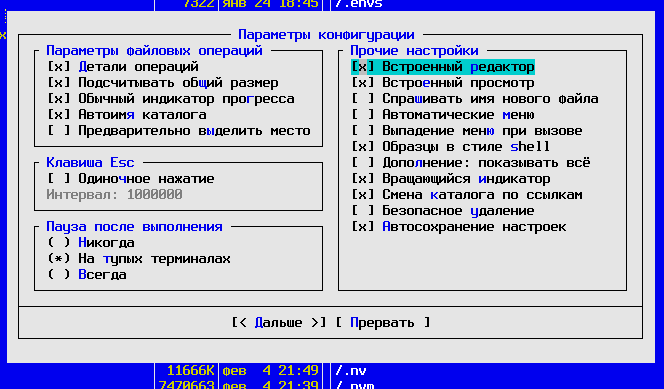 7322 янв 24 18:45 /.envs
Параметры конфигурации
Параметры файловых операций
[x] Детали операций
[x] Подсчитывать общий размер
[x] Обычный индикатор прогресса
[x] Автоимя каталога
[ ] Предварительно выделить место
Клавиша Esc
[ ] Одиночное нажатие
Интервал: 1000000
Пауза после выполнения
( ) Никогда
(*) На тупых терминалах
( ) Всегда
Прочие настройки
[x] Встроенный редактор
[x] Встроенный просмотр
[ ] Спрашивать имя нового файла
[ ] Автоматические меню
[ ] Выпадение меню при вызове
[x] Образцы в стиле shell
[ ] Дополнение: показывать всё
[x] Вращающийся индикатор
[x] Смена каталога по ссылкам
[ ] Безопасное удаление
[x] Автосохранение настроек
[< Дальше >] [ Прервать ]
11666K фев 4 21:49 /.nv
7470663 фев 4 21:39 /.nvm